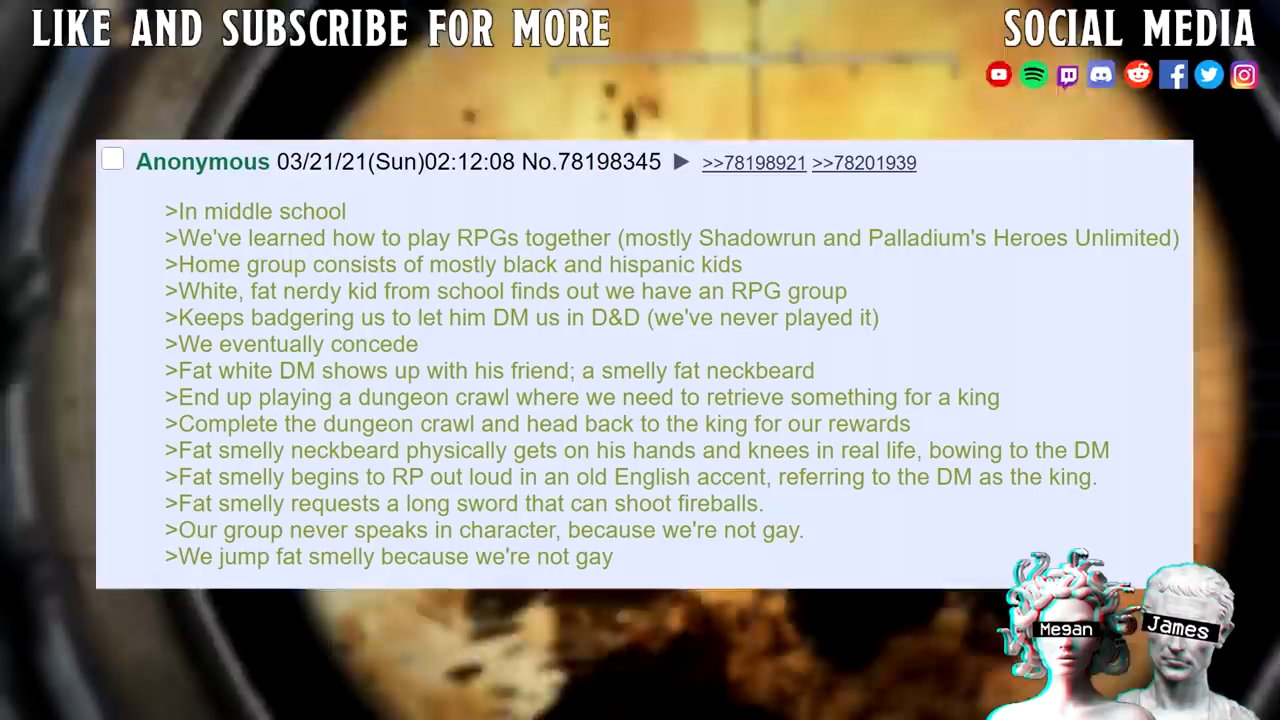 LIKE AND SUBSCRIBE FOR MORE
SOCIAL MEDIA
Anonymous 03/21/21(Sun)02:12:08 No.78198345 ▶ >>78198921 >>78201939
>In middle school
>We've learned how to play RPGs together (mostly Shadowrun and Palladium's Heroes Unlimited)
>Home group consists of mostly black and hispanic kids
>White, fat nerdy kid from school finds out we have an RPG group
>Keeps badgering us to let him DM us in D&D (we've never played it)
>We eventually concede
>Fat white DM shows up with his friend; a smelly fat neckbeard
>End up playing a dungeon crawl where we need to retrieve something for a king
>Complete the dungeon crawl and head back to the king for our rewards
>Fat smelly neckbeard physically gets on his hands and knees in real life, bowing to the DM
>Fat smelly begins to RP out loud in an old English accent, referring to the DM as the king.
>Fat smelly requests a long sword that can shoot fireballs.
>Our group never speaks in character, because we're not gay.
>We jump fat smelly because we're not gay
Megan
James